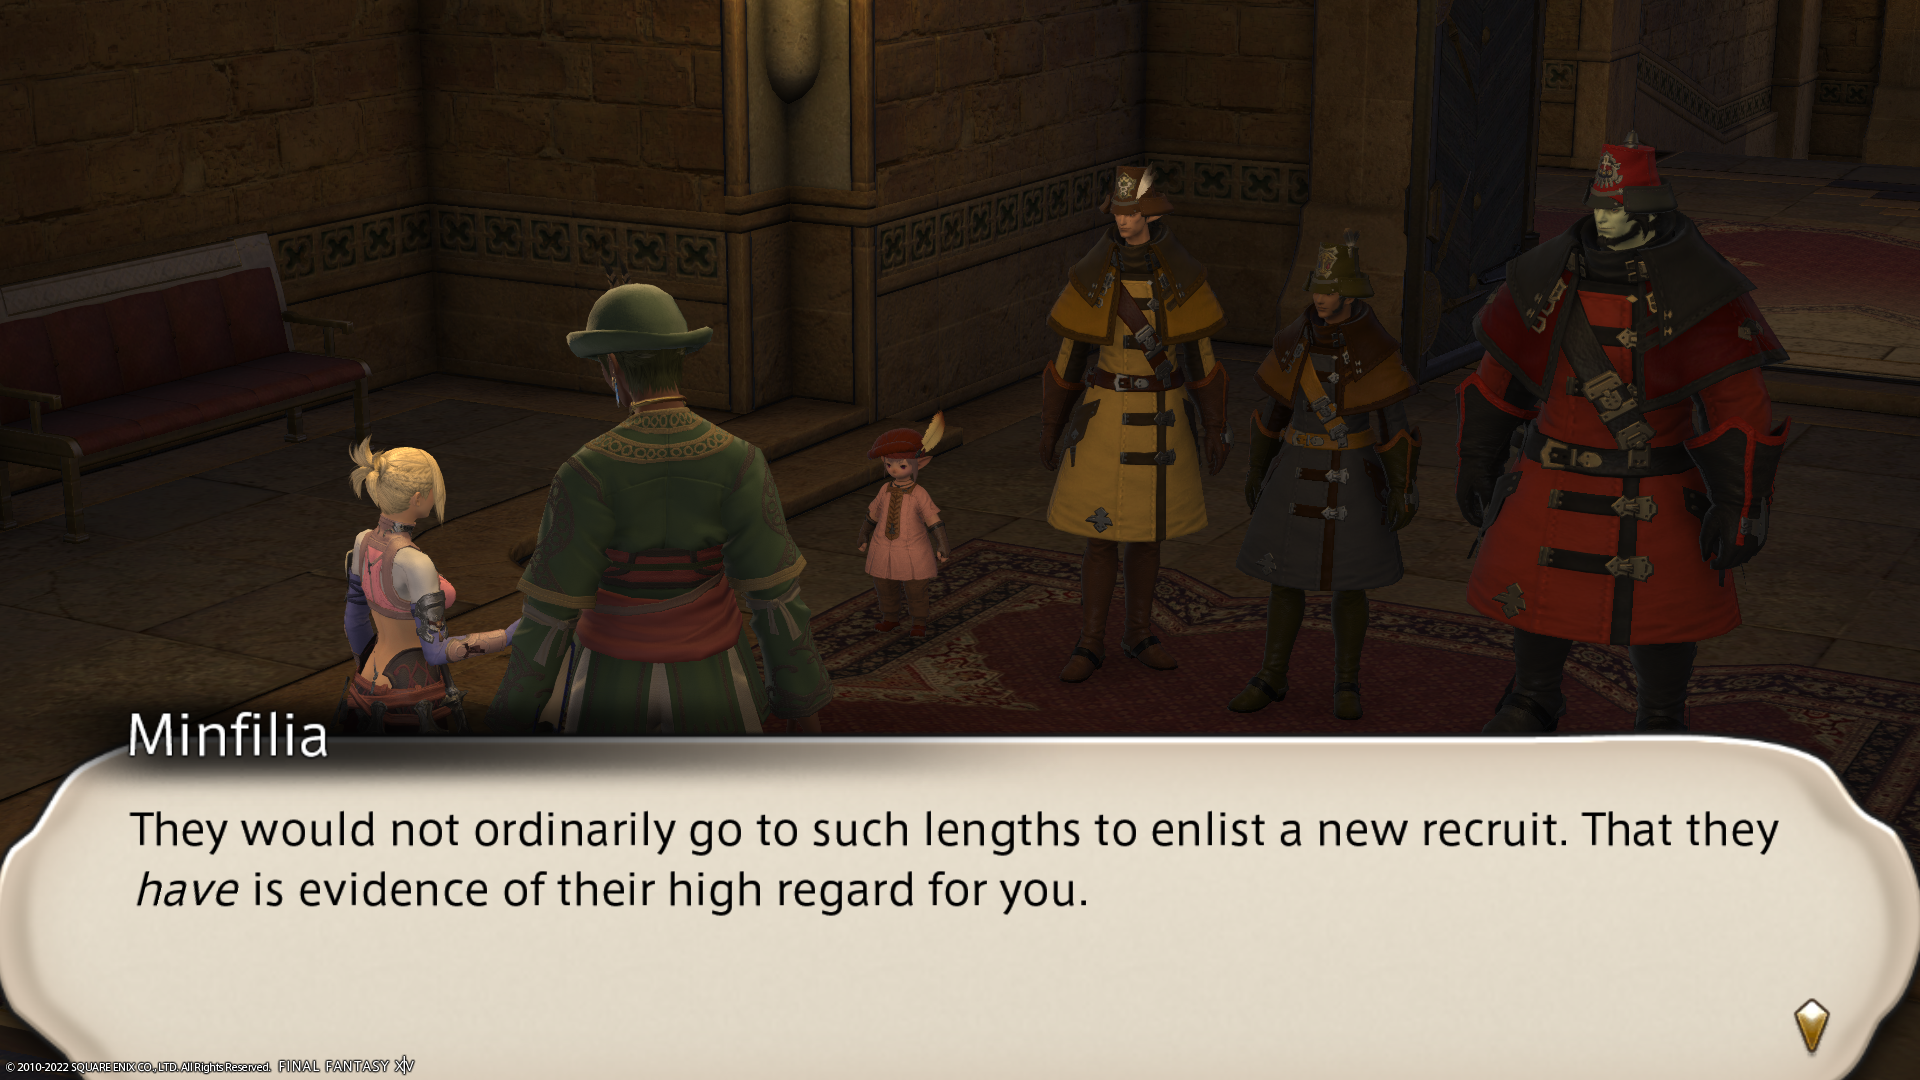 Minfilia
They would not ordinarily go to such lengths to enlist a new recruit. That they
have is evidence of their high regard for you.
© 2010-2022 SQUARE ENIX CO., LTD. All Rights Reserved. FINAL FANTASY XIV